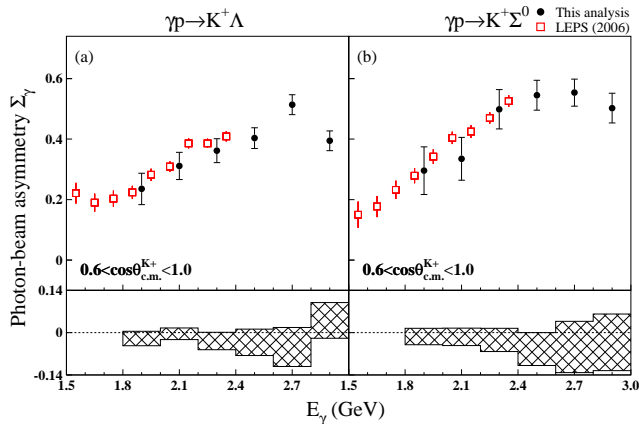 γp→K⁺Λ
γp→K⁺Σ⁰
This analysis
LEPS (2006)
(a)
(b)
Photon-beam asymmetry Σγ
0.6
0.4
0.2
0
0.6<cosθ^{K+}_{c.m.}<1.0
0.6<cosθ^{K+}_{c.m.}<1.0
0.14
0
-0.14
1.5 1.8 2.1 2.4 2.7 1.5 1.8 2.1 2.4 2.7 3.0
Eγ (GeV)